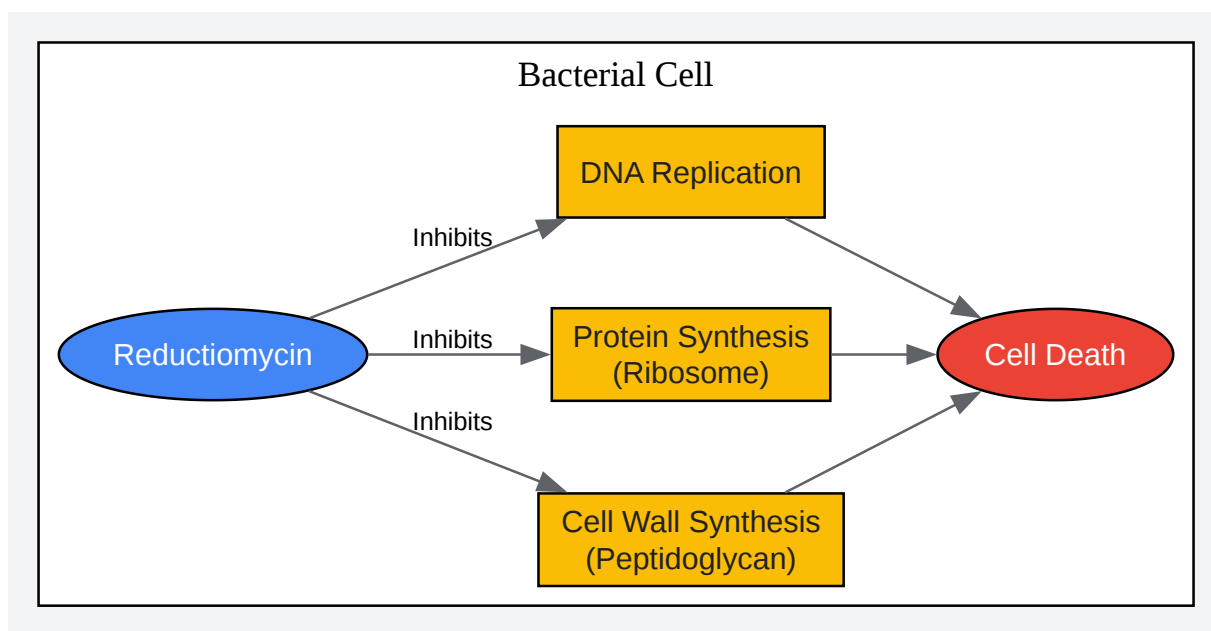 Bacterial Cell
DNA Replication
Inhibits
Reductiomycin
Inhibits
Protein Synthesis
(Ribosome)
Cell Death
Inhibits
Cell Wall Synthesis
(Peptidoglycan)